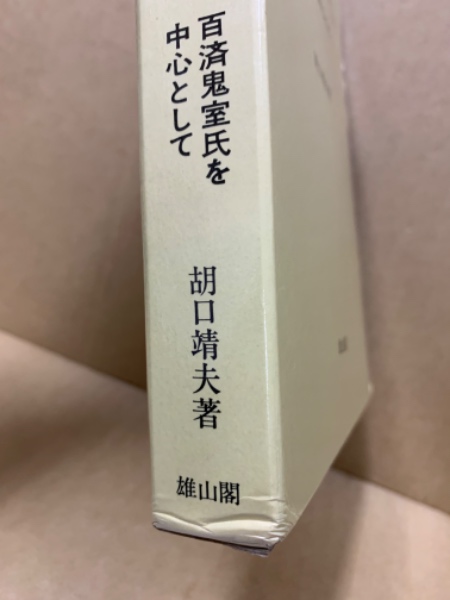 百済鬼室氏を
中心として
胡口靖夫著
雄山閣